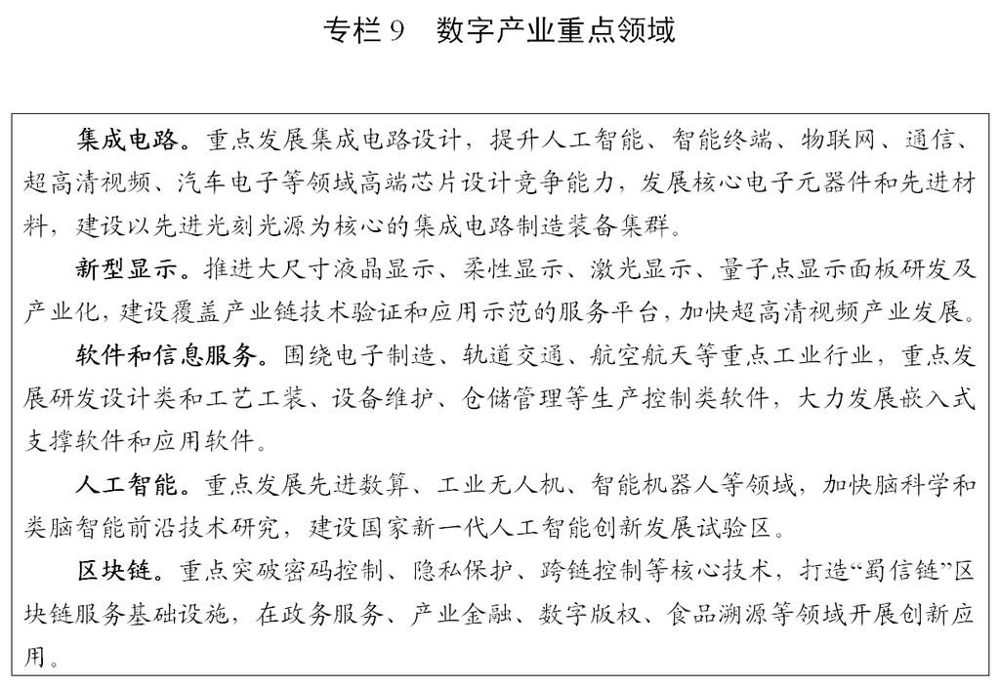 专栏 9　数字产业重点领域
集成电路。重点发展集成电路设计，提升人工智能、智能终端、物联网、通信、
超高清视频、汽车电子等领域高端芯片设计竞争能力，发展核心电子元器件和先进材
料，建设以先进光刻光源为核心的集成电路制造装备集群。
新型显示。推进大尺寸液晶显示、柔性显示、激光显示、量子点显示面板研发及
产业化，建设覆盖产业链技术验证和应用示范的服务平台，加快超高清视频产业发展。
软件和信息服务。围绕电子制造、轨道交通、航空航天等重点工业行业，重点发
展研发设计类和工艺工装、设备维护、仓储管理等生产控制类软件，大力发展嵌入式
支撑软件和应用软件。
人工智能。重点发展先进数算、工业无人机、智能机器人等领域，加快脑科学和
类脑智能前沿技术研究，建设国家新一代人工智能创新发展试验区。
区块链。重点突破密码控制、隐私保护、跨链控制等核心技术，打造“蜀信链”区
块链服务基础设施，在政务服务、产业金融、数字版权、食品溯源等领域开展创新应
用。